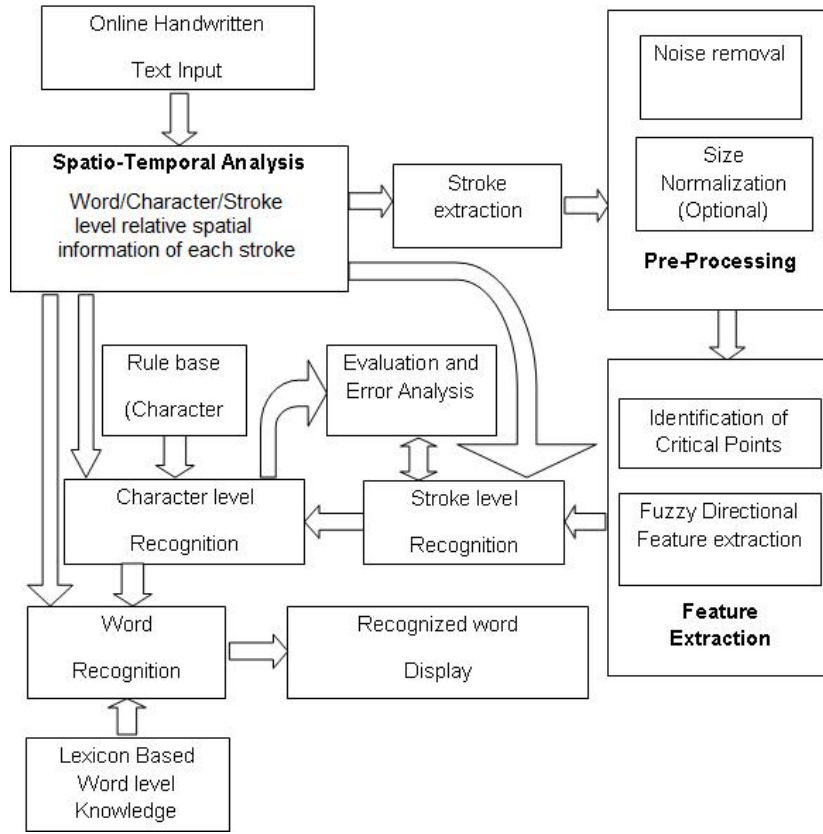 Online Handwritten
Text Input
Noise removal
Spatio-Temporal Analysis
Word/Character/Stroke
level relative spatial
information of each stroke
Stroke
extraction
Size
Normalization
(Optional)
Pre-Processing
Rule base
(Character
Evaluation and
Error Analysis
Identification of
Critical Points
Character level
Recognition
Stroke level
Recognition
Fuzzy Directional
Feature extraction
Feature
Extraction
Word
Recognition
Recognized word
Display
Lexicon Based
Word level
Knowledge